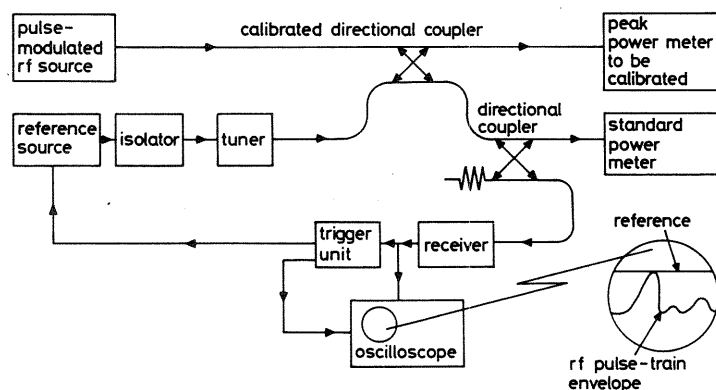 pulse-
modulated
rf source
calibrated directional coupler
peak
power meter
to be
calibrated
reference
source
isolator
tuner
directional
coupler
standard
power
meter
trigger
unit
receiver
reference
oscilloscope
rf pulse-train
envelope